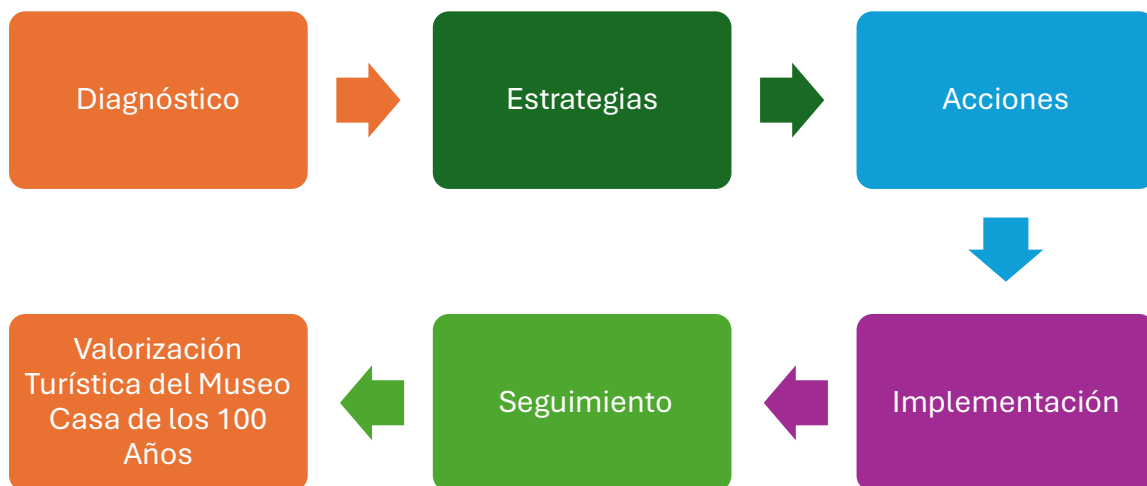 Diagnóstico
Estrategias
Acciones
Implementación
Seguimiento
Valorización
Turística del Museo
Casa de los 100
Años